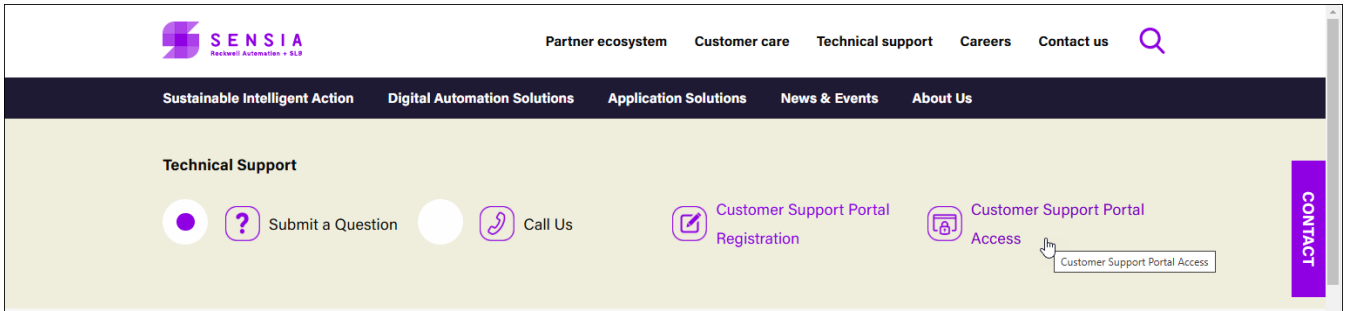 SENSIA
Rockwell Automation + SLB
Partner ecosystem Customer care Technical support Careers Contact us
Sustainable Intelligent Action Digital Automation Solutions Application Solutions News & Events About Us
Technical Support
? Submit a Question Call Us
Customer Support Portal
Registration
Customer Support Portal
Access
Customer Support Portal Access
CONTACT